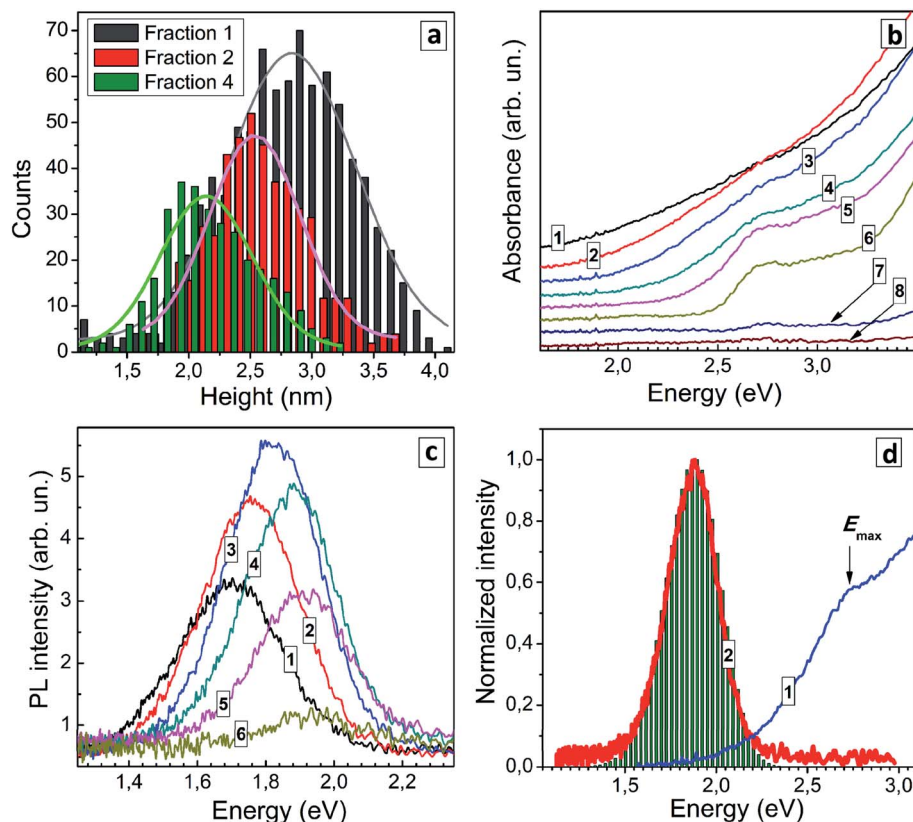 a
Fraction 1
Fraction 2
Fraction 4
Counts
70
60
50
40
30
20
10
0
1,5 2,0 2,5 3,0 3,5 4,0
Height (nm)
b
Absorbance (arb. un.)
1
2
3
4
5
6
7
8
2,0 2,5 3,0
Energy (eV)
c
PL intensity (arb. un.)
5
4
3
2
1
3
4
2
1
5
6
1,4 1,6 1,8 2,0 2,2
Energy (eV)
d
Normalized intensity
1,0
0,8
0,6
0,4
0,2
0,0
Emax
2
1
1,5 2,0 2,5 3,0
Energy (eV)